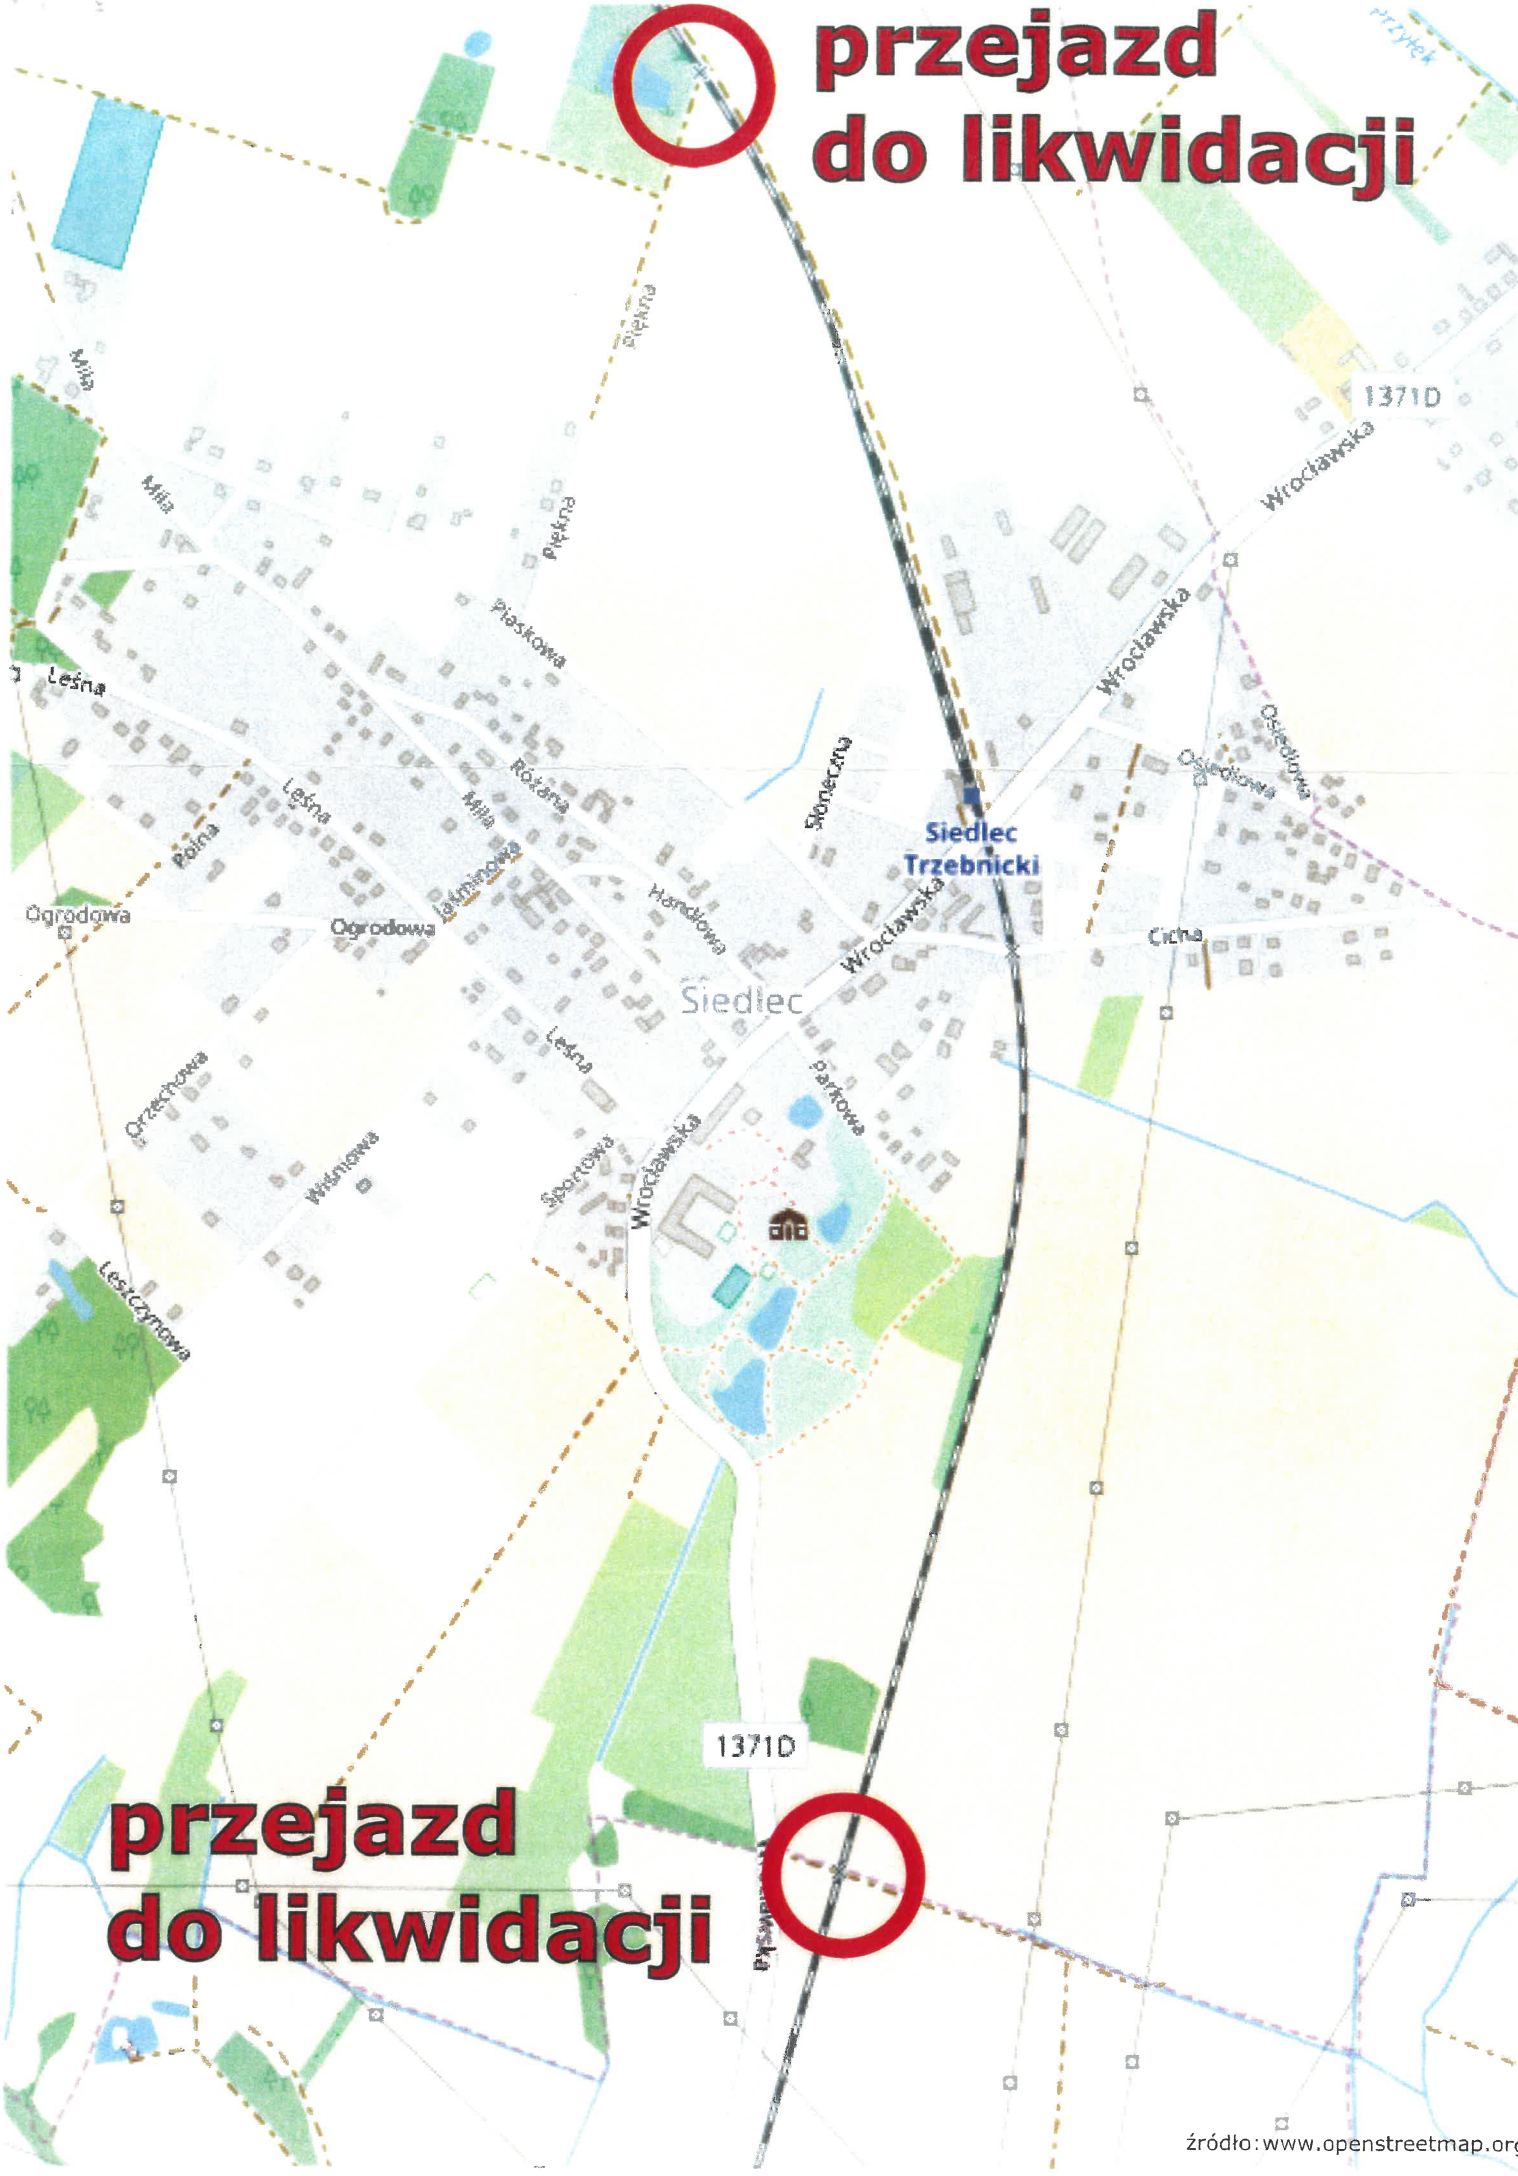 przejazd
do likwidacji
Przyłęk
Piękna
Miła
1371D
Wrocławska
Miła
Piękna
Piaskowa
Wrocławska
Leśna
Osiedlowa
Osiedlowa
Słoneczna
Różana
Leśna
Miła
Polna
Siedlec
Trzebnicki
Jaśminowa
Handlowa
Wrocławska
Ogrodowa
Ogrodowa
Cicha
Siedlec
Leśna
Parkowa
Orzechowa
Wiśniowa
Sportowa
Wrocławska
Leszczynowa
1371D
przejazd
do likwidacji
źródło: www.openstreetmap.org